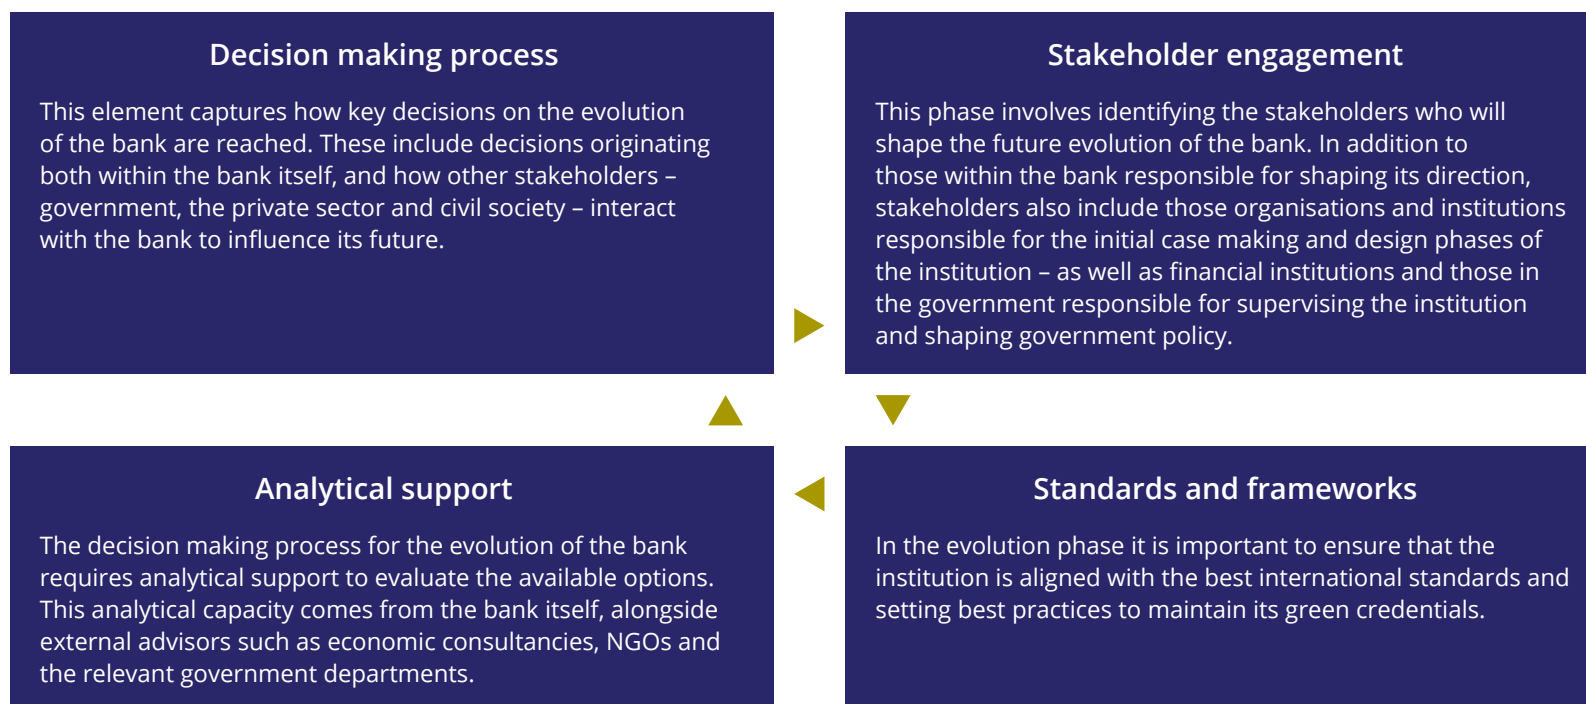 Decision making process
This element captures how key decisions on the evolution
of the bank are reached. These include decisions originating
both within the bank itself, and how other stakeholders –
government, the private sector and civil society – interact
with the bank to influence its future.
Stakeholder engagement
This phase involves identifying the stakeholders who will
shape the future evolution of the bank. In addition to
those within the bank responsible for shaping its direction,
stakeholders also include those organisations and institutions
responsible for the initial case making and design phases of
the institution – as well as financial institutions and those in
the government responsible for supervising the institution
and shaping government policy.
Analytical support
The decision making process for the evolution of the bank
requires analytical support to evaluate the available options.
This analytical capacity comes from the bank itself, alongside
external advisors such as economic consultancies, NGOs and
the relevant government departments.
Standards and frameworks
In the evolution phase it is important to ensure that the
institution is aligned with the best international standards and
setting best practices to maintain its green credentials.